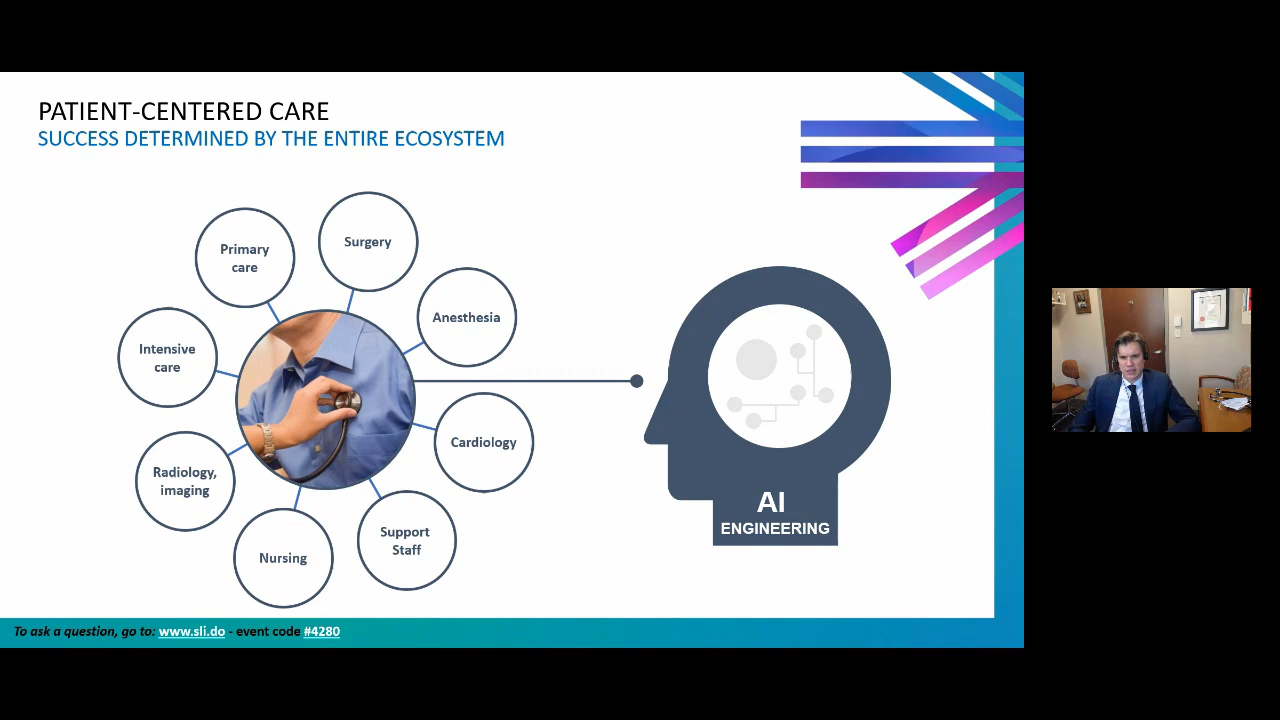 PATIENT-CENTERED CARE
SUCCESS DETERMINED BY THE ENTIRE ECOSYSTEM
Surgery
Primary
care
Anesthesia
Intensive
care
Cardiology
Radiology,
imaging
Support
Staff
Nursing
AI
ENGINEERING
To ask a question, go to: www.sli.do - event code #4280